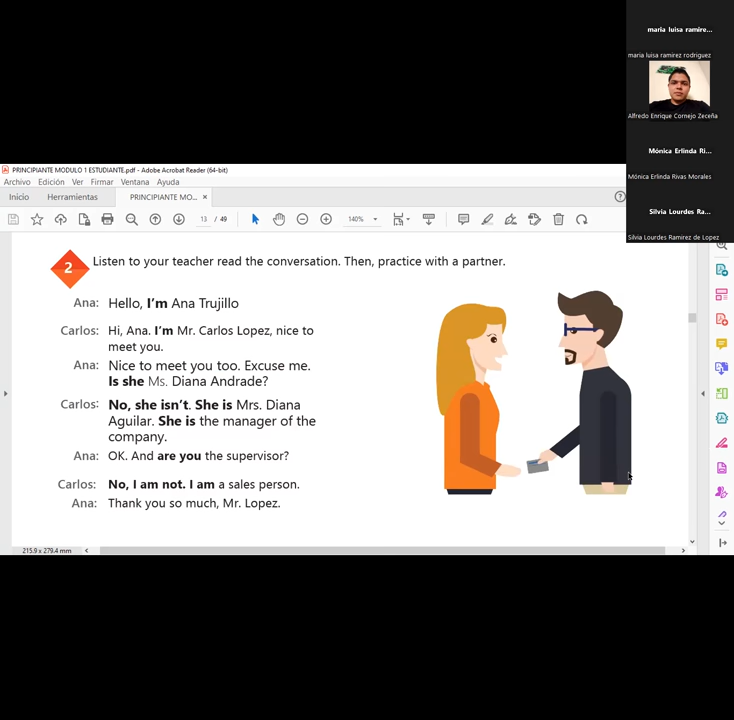 maria luisa ramire...
maria luisa ramirez rodriguez
Alfredo Enrique Cornejo Zeceña
Mónica Erlinda Ri...
Mónica Erlinda Rivas Morales
Silvia Lourdes Ra...
Silvia Lourdes Ramirez de Lopez
PRINCIPIANTE MODULO 1 ESTUDIANTE.pdf - Adobe Acrobat Reader (64-bit)
Archivo Edición Ver Firmar Ventana Ayuda
Inicio Herramientas PRINCIPIANTE MO... ×
13 / 49 140%
2 Listen to your teacher read the conversation. Then, practice with a partner.
Ana: Hello, I'm Ana Trujillo
Carlos: Hi, Ana. I'm Mr. Carlos Lopez, nice to
meet you.
Ana: Nice to meet you too. Excuse me.
Is she Ms. Diana Andrade?
Carlos: No, she isn't. She is Mrs. Diana
Aguilar. She is the manager of the
company.
Ana: OK. And are you the supervisor?
Carlos: No, I am not. I am a sales person.
Ana: Thank you so much, Mr. Lopez.
215.9 x 279.4 mm